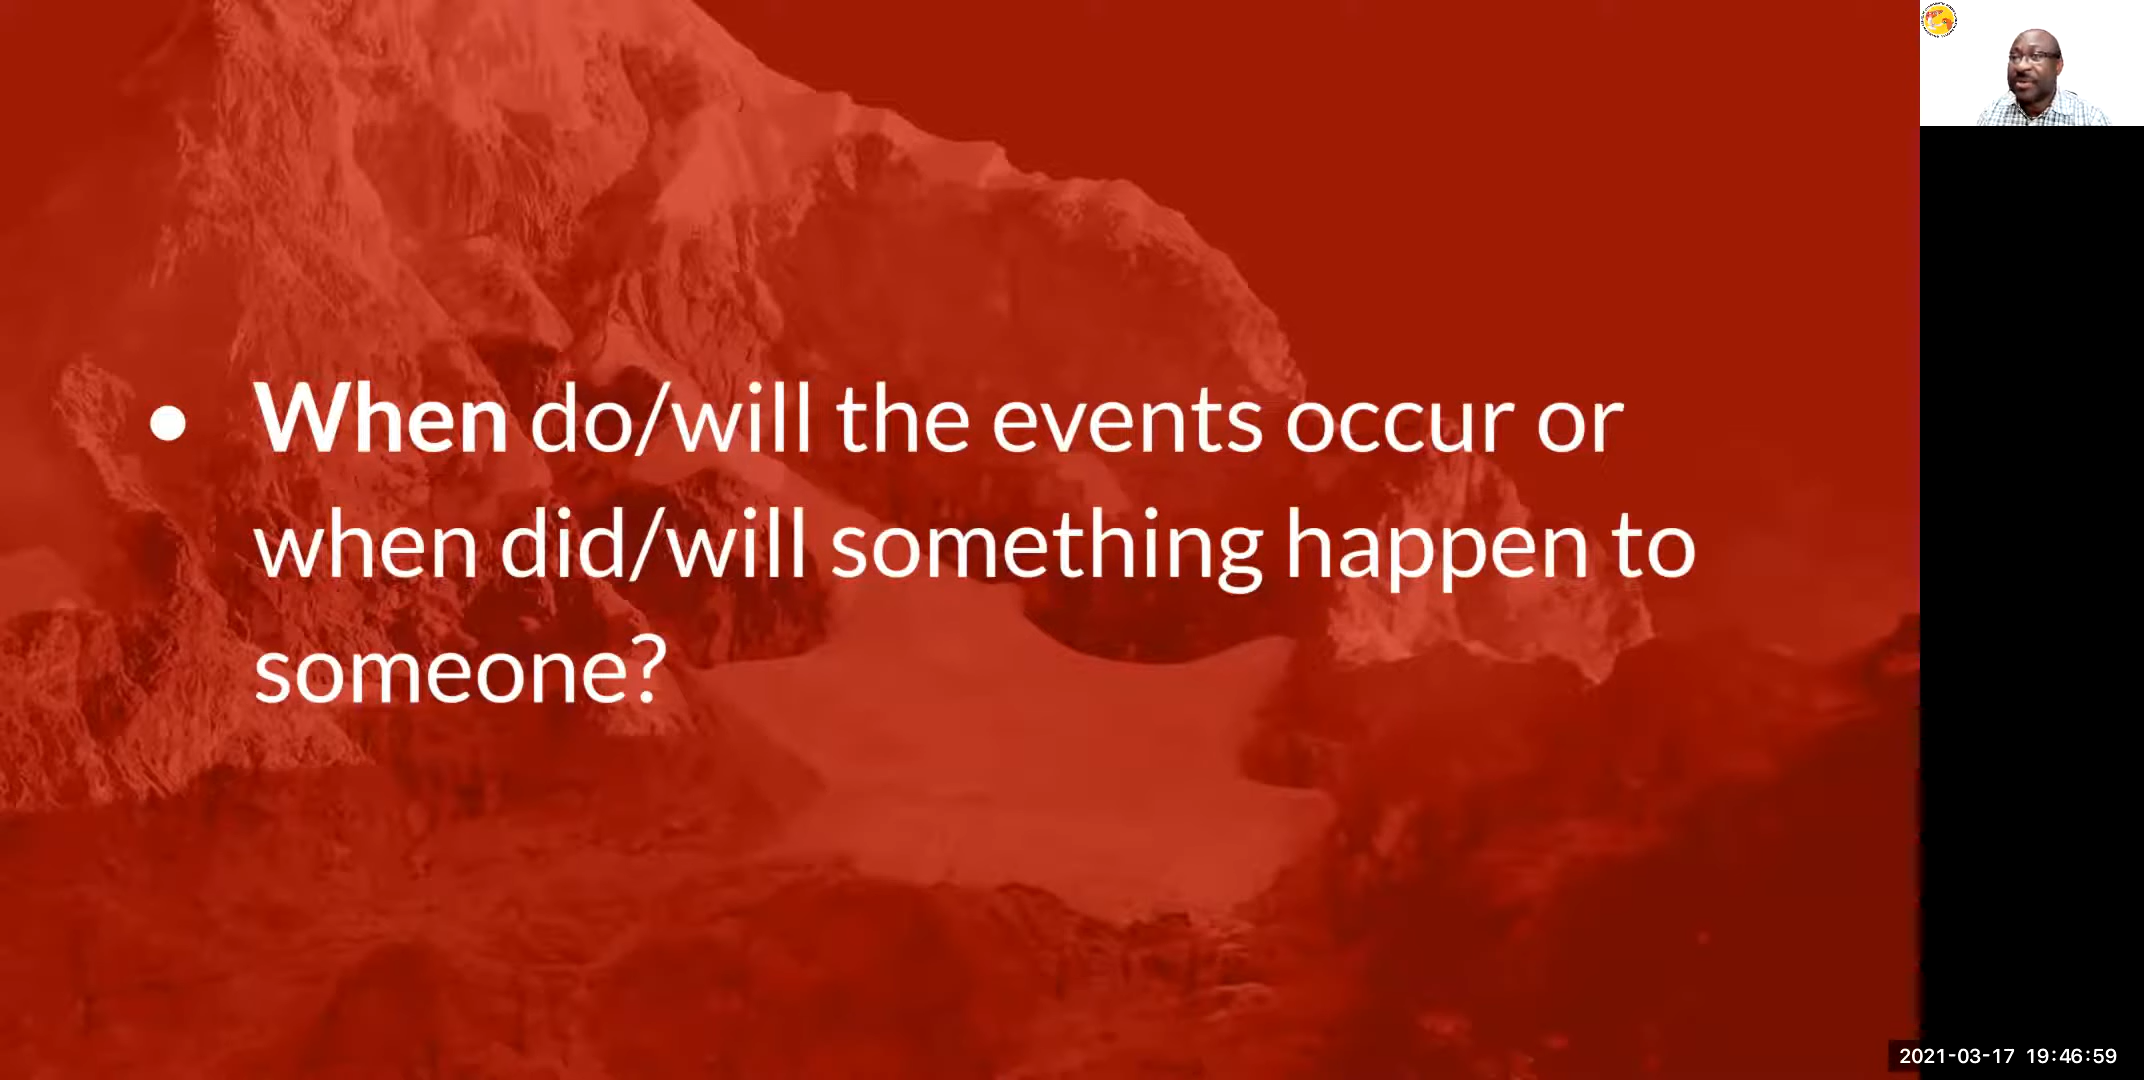 • When do/will the events occur or
when did/will something happen to
someone?
2021-03-17 19:46:59